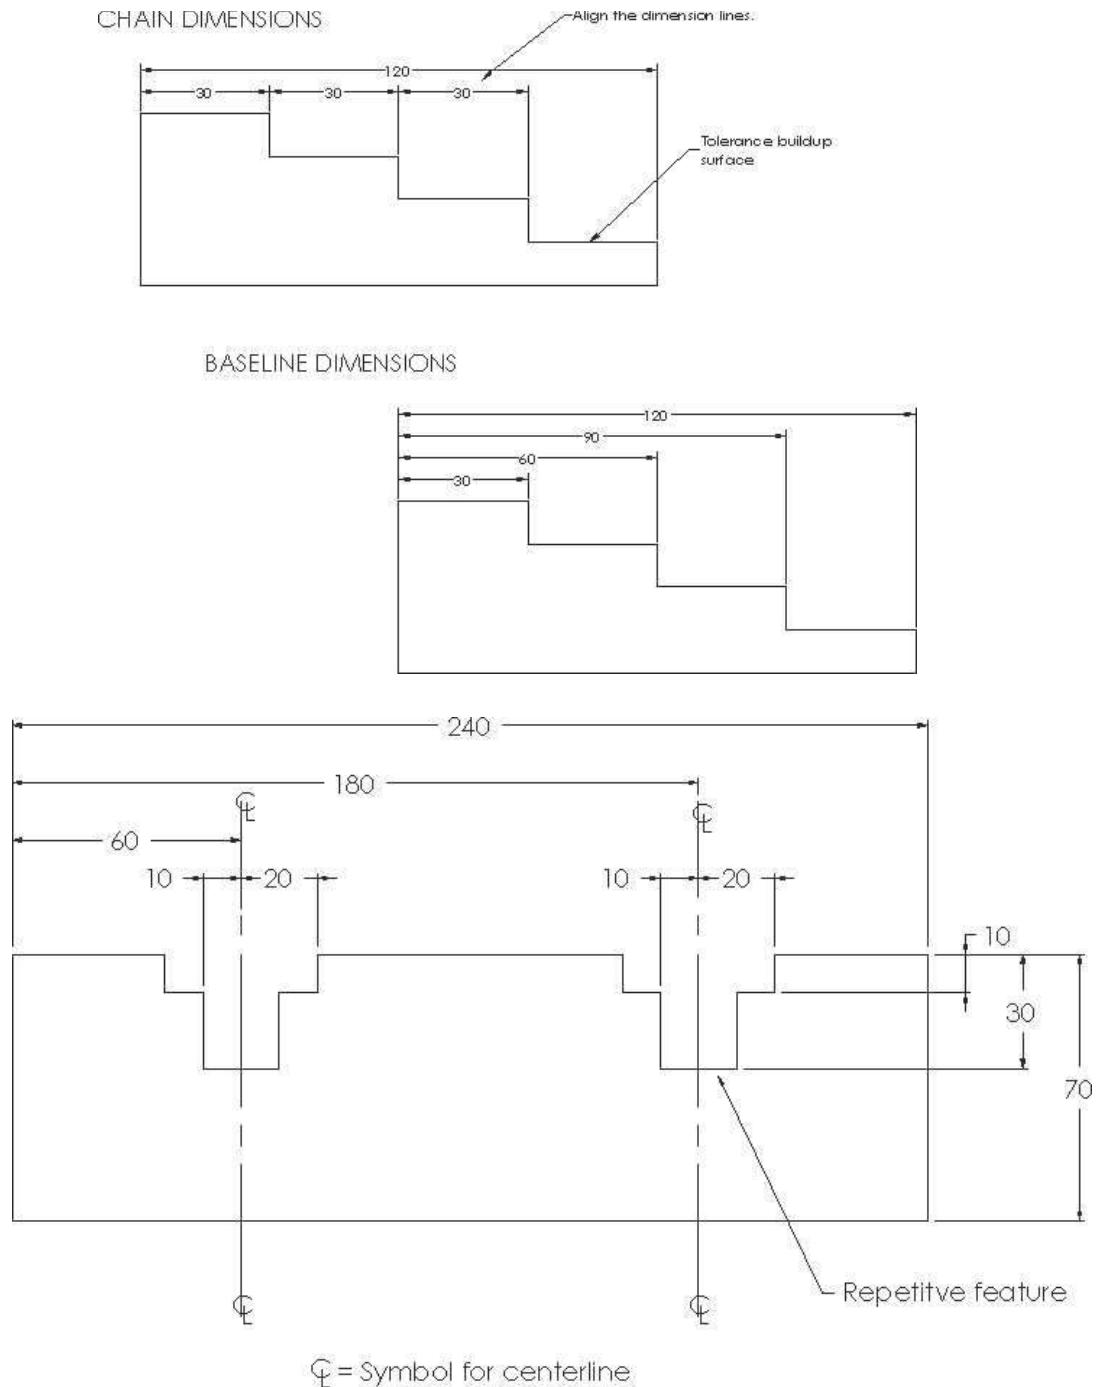 CHAIN DIMENSIONS
Align the dimension lines.
120
30 30 30
Tolerance buildup
surface
BASELINE DIMENSIONS
120
90
60
30
240
180
℄ ℄
60
10 20 10 20
10
30
70
Repetitve feature
℄ ℄
℄ = Symbol for centerline